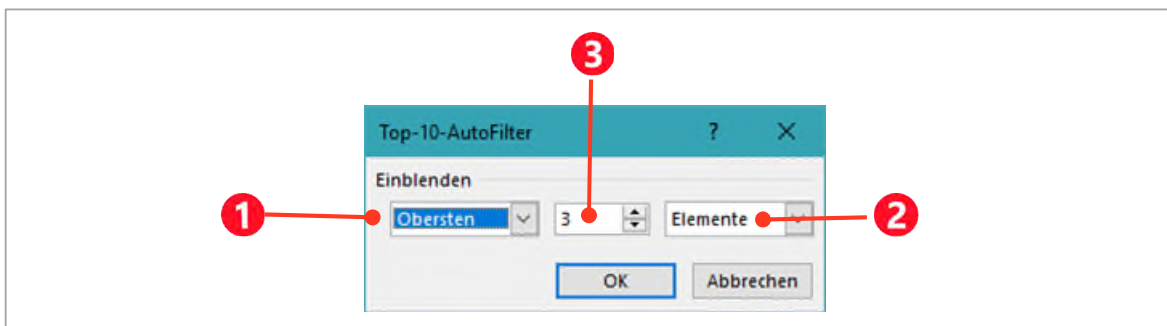 3
Top-10-AutoFilter ?
Einblenden
1 Obersten 3 Elemente 2
OK Abbrechen